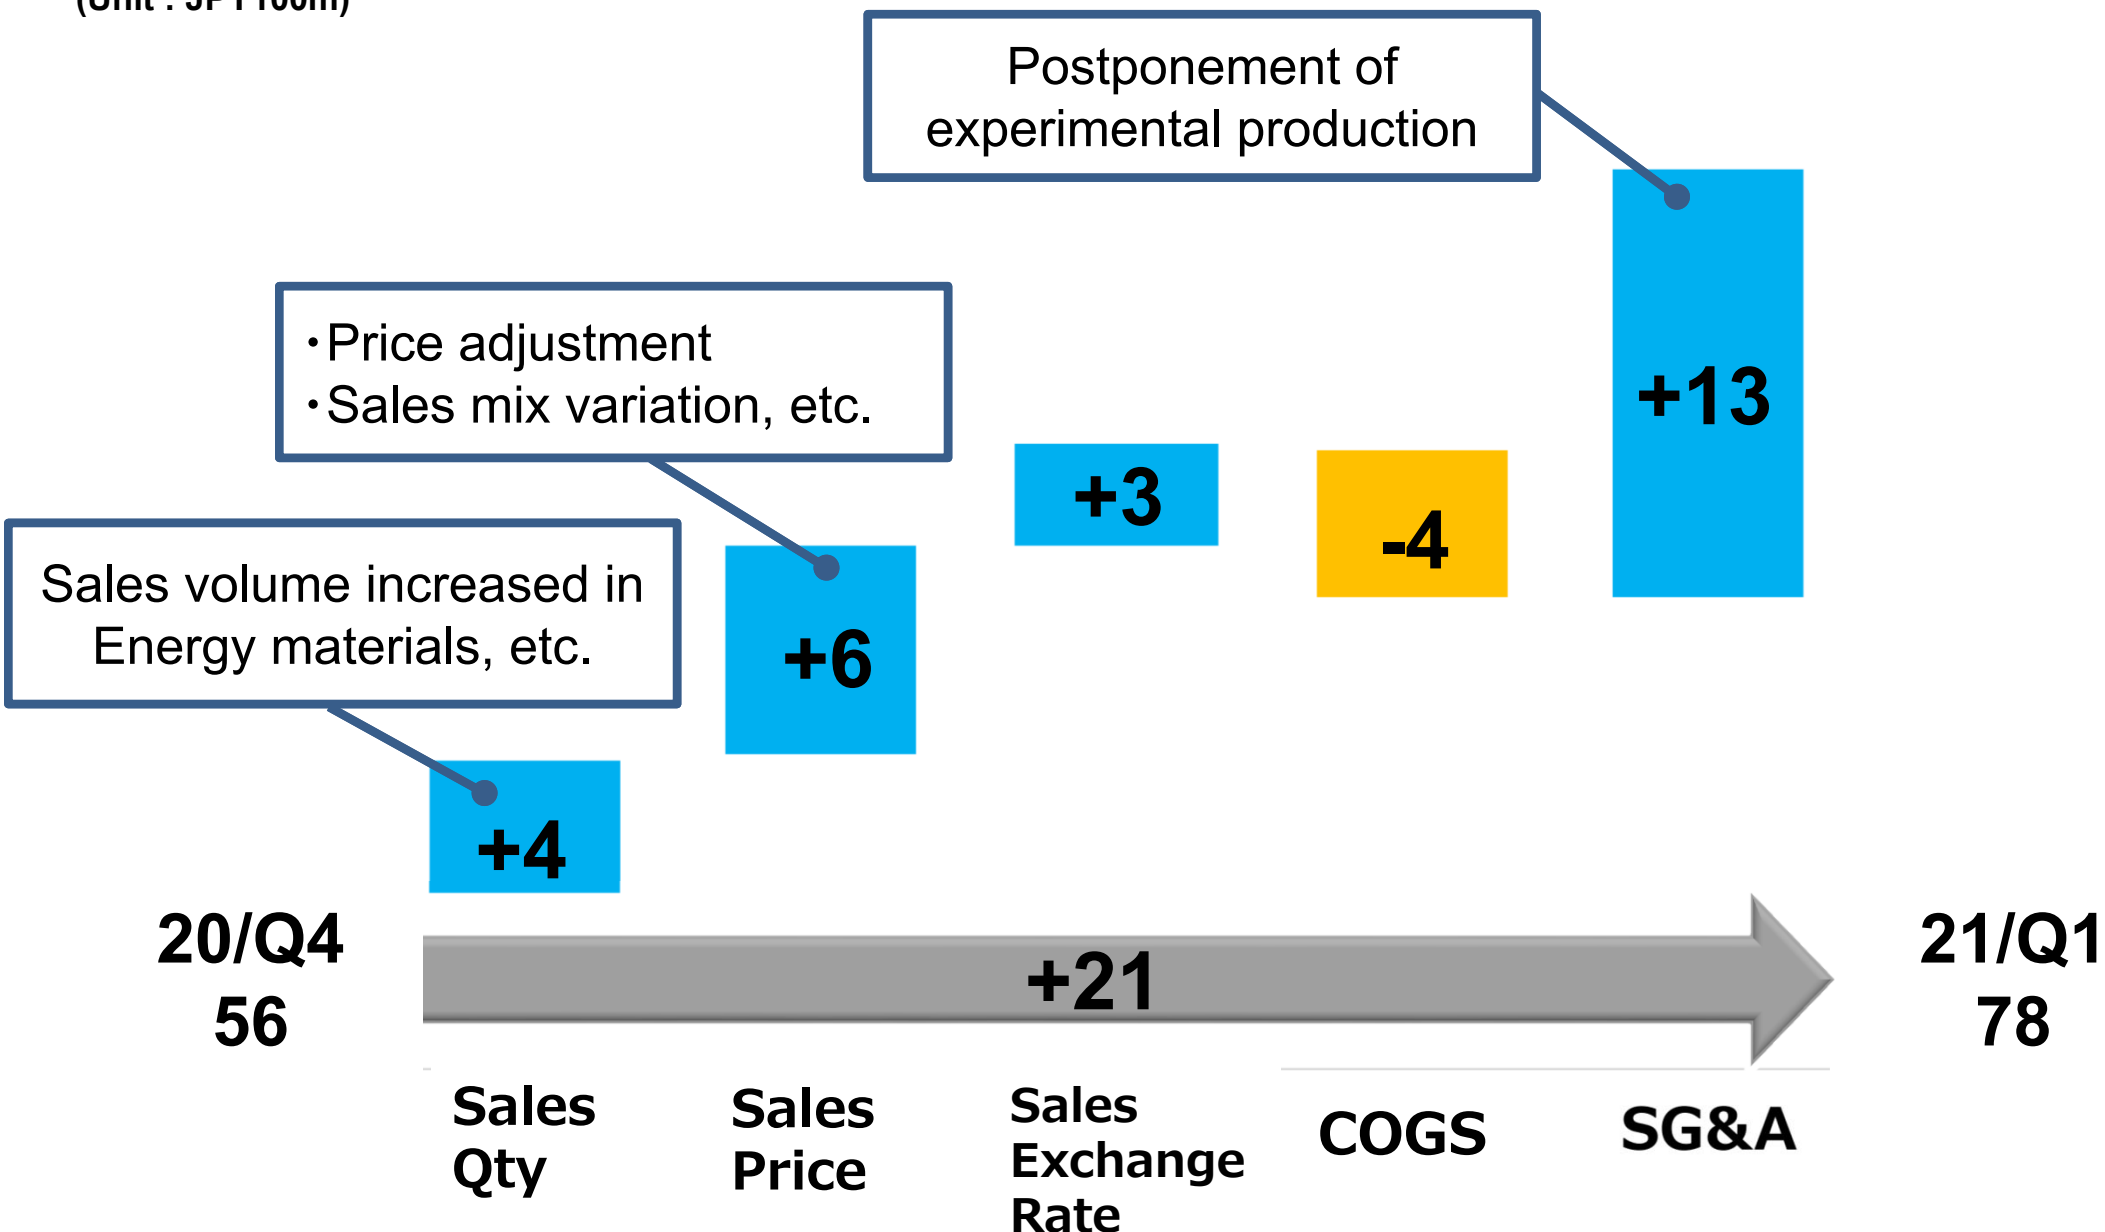 (Unit : JPY100m)
Postponement of
experimental production
+13
・Price adjustment
・Sales mix variation, etc.
+3
-4
Sales volume increased in
Energy materials, etc.
+6
+4
20/Q4
56
+21
21/Q1
78
Sales
Qty
Sales
Price
Sales
Exchange
Rate
COGS
SG&A